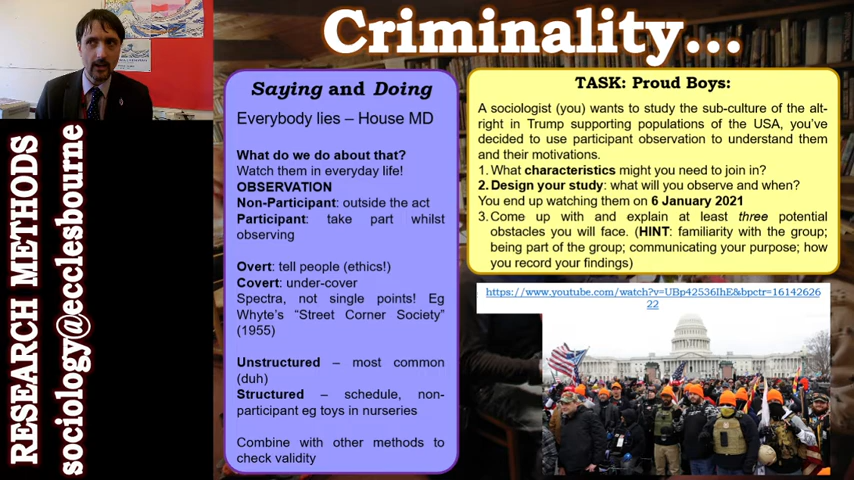 Criminality...
RESEARCH METHODS
sociology@ecclesbourne
Saying and Doing
Everybody lies – House MD
What do we do about that?
Watch them in everyday life!
OBSERVATION
Non-Participant: outside the act
Participant: take part whilst
observing
Overt: tell people (ethics!)
Covert: under-cover
Spectra, not single points! Eg
Whyte's "Street Corner Society"
(1955)
Unstructured – most common
(duh)
Structured – schedule, non-
participant eg toys in nurseries
Combine with other methods to
check validity
TASK: Proud Boys:
A sociologist (you) wants to study the sub-culture of the alt-
right in Trump supporting populations of the USA, you've
decided to use participant observation to understand them
and their motivations.
1. What characteristics might you need to join in?
2. Design your study: what will you observe and when?
You end up watching them on 6 January 2021
3. Come up with and explain at least three potential
obstacles you will face. (HINT: familiarity with the group;
being part of the group; communicating your purpose; how
you record your findings)
https://www.youtube.com/watch?v=UBp42536IhE&bpctr=16142626
22